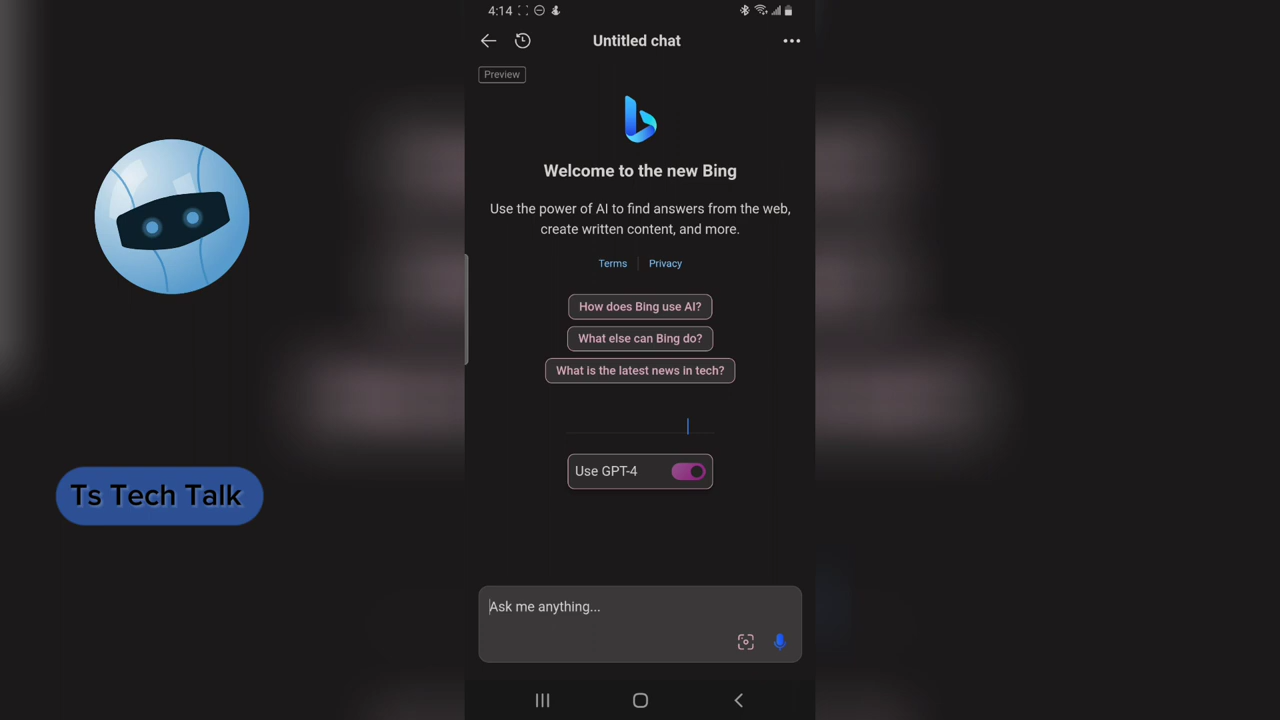 4:14
Untitled chat
Preview
Welcome to the new Bing
Use the power of AI to find answers from the web,
create written content, and more.
Terms
Privacy
How does Bing use AI?
What else can Bing do?
What is the latest news in tech?
Use GPT-4
Ts Tech Talk
Ask me anything...